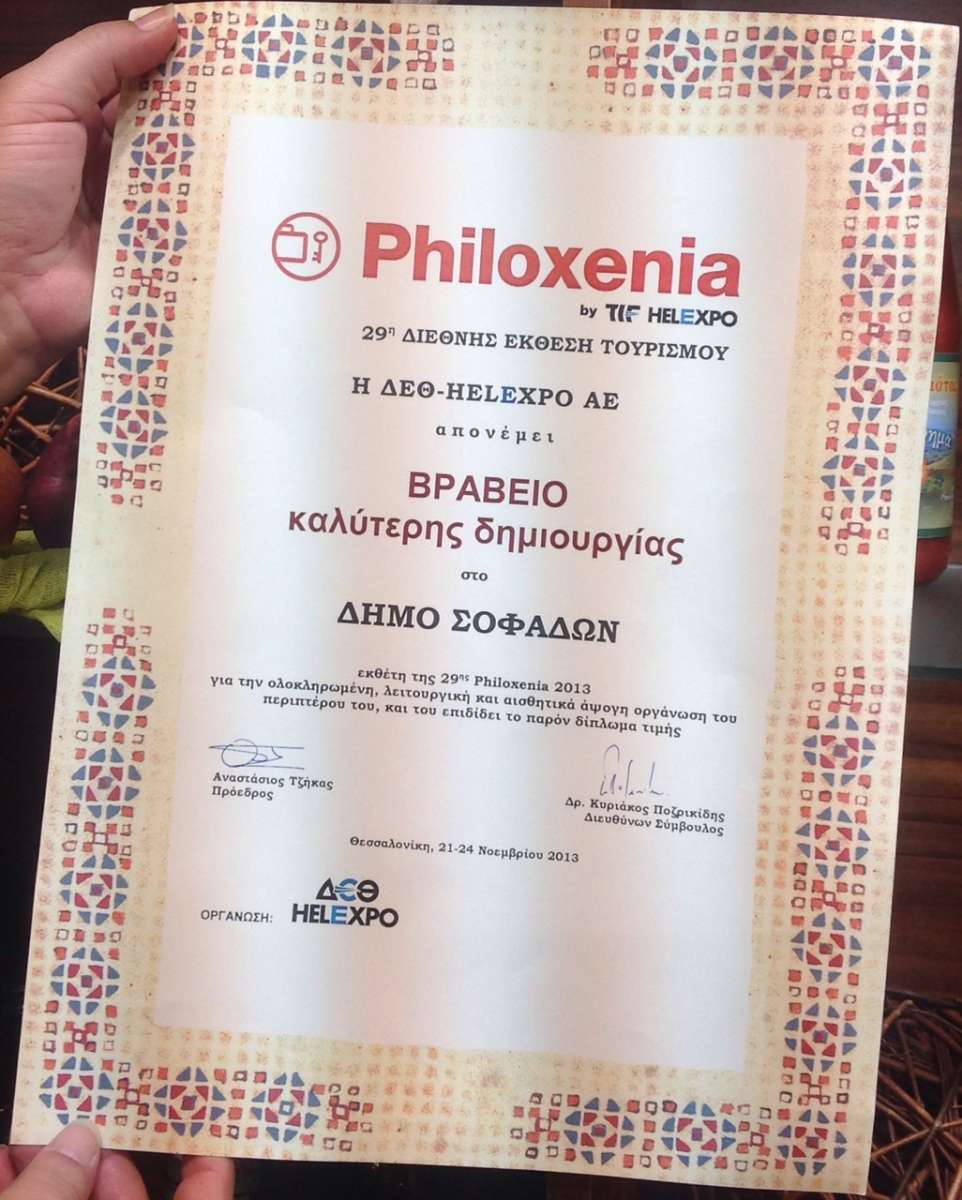 Philoxenia
by TIF HELEXPO
29η ΔΙΕΘΝΗΣ ΕΚΘΕΣΗ ΤΟΥΡΙΣΜΟΥ
Η ΔΕΘ-HELEXPO ΑΕ
απονέμει
ΒΡΑΒΕΙΟ
καλύτερης δημιουργίας
στο
ΔΗΜΟ ΣΟΦΑΔΩΝ
εκθέτη της 29ης Philoxenia 2013
για την ολοκληρωμένη, λειτουργική και αισθητικά άψογη οργάνωση του
περιπτέρου του, και του επιδίδει το παρόν δίπλωμα τιμής
Αναστάσιος Τζήκας
Πρόεδρος
Δρ. Κυριάκος Ποζρικίδης
Διευθύνων Σύμβουλος
Θεσσαλονίκη, 21-24 Νοεμβρίου 2013
ΟΡΓΑΝΩΣΗ:
ΔΕΘ
HELEXPO